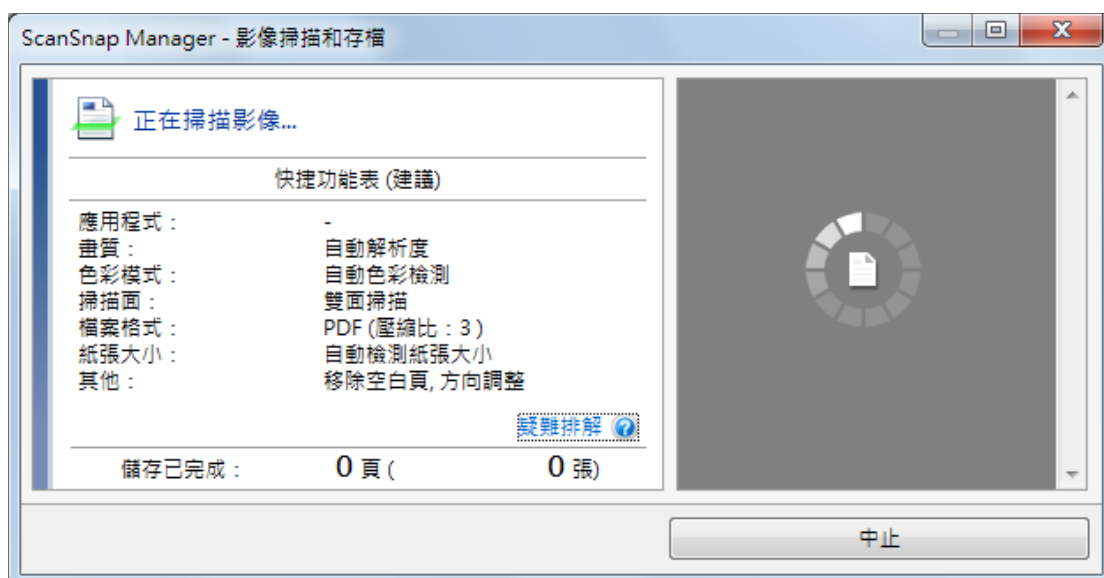 ScanSnap Manager - 影像掃描和存檔
正在掃描影像...
快捷功能表 (建議)
應用程式： -
畫質： 自動解析度
色彩模式： 自動色彩檢測
掃描面： 雙面掃描
檔案格式： PDF (壓縮比：3)
紙張大小： 自動檢測紙張大小
其他： 移除空白頁, 方向調整
疑難排解
儲存已完成： 0 頁 ( 0 張)
中止